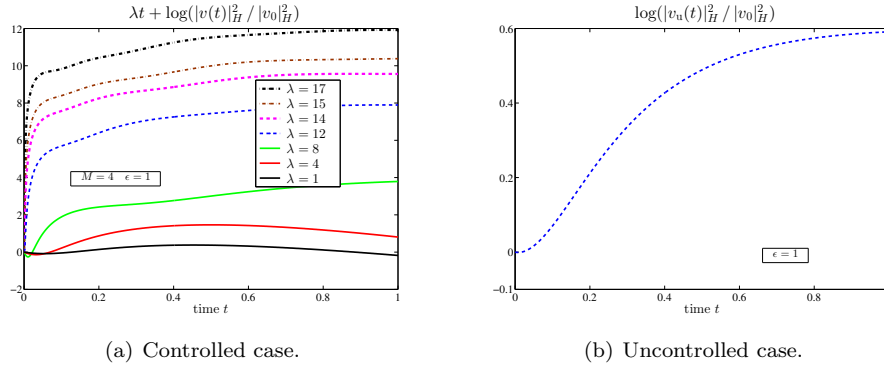 λt + log(|v(t)|²_H / |v₀|²_H)
12
10
8
6
4
2
0
−2
0
0.2
0.4
0.6
0.8
1
time t
M = 4 ϵ = 1
λ = 17
λ = 15
λ = 14
λ = 12
λ = 8
λ = 4
λ = 1
(a) Controlled case.
log(|v_u(t)|²_H / |v₀|²_H)
0.6
0.4
0.2
0
−0.1
0
0.2
0.4
0.6
0.8
time t
ϵ = 1
(b) Uncontrolled case.